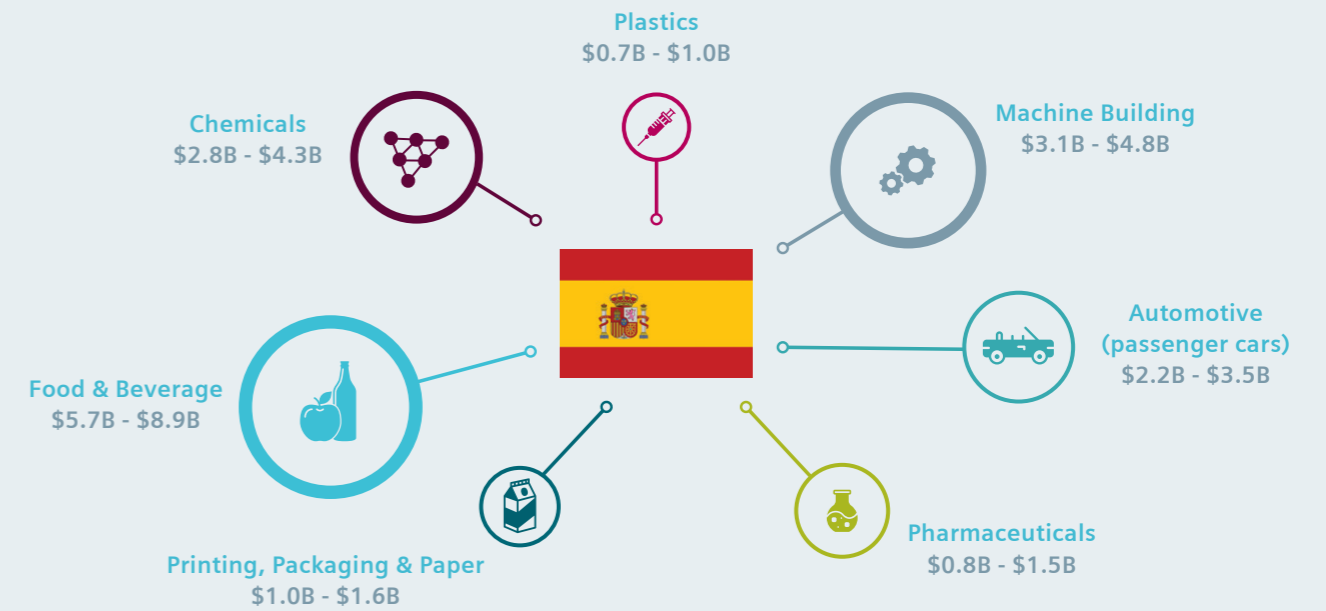 Plastics
$0.7B - $1.0B
Chemicals
$2.8B - $4.3B
Machine Building
$3.1B - $4.8B
Automotive
(passenger cars)
$2.2B - $3.5B
Food & Beverage
$5.7B - $8.9B
Pharmaceuticals
$0.8B - $1.5B
Printing, Packaging & Paper
$1.0B - $1.6B